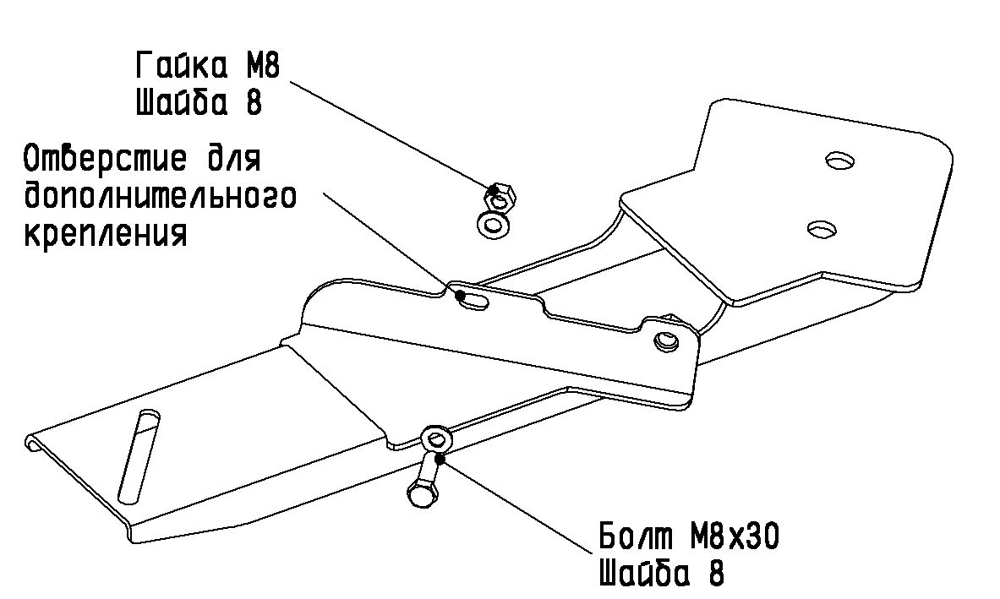 Гайка М8
Шайба 8
Отверстие для
дополнительного
крепления
Болт М8х30
Шайба 8